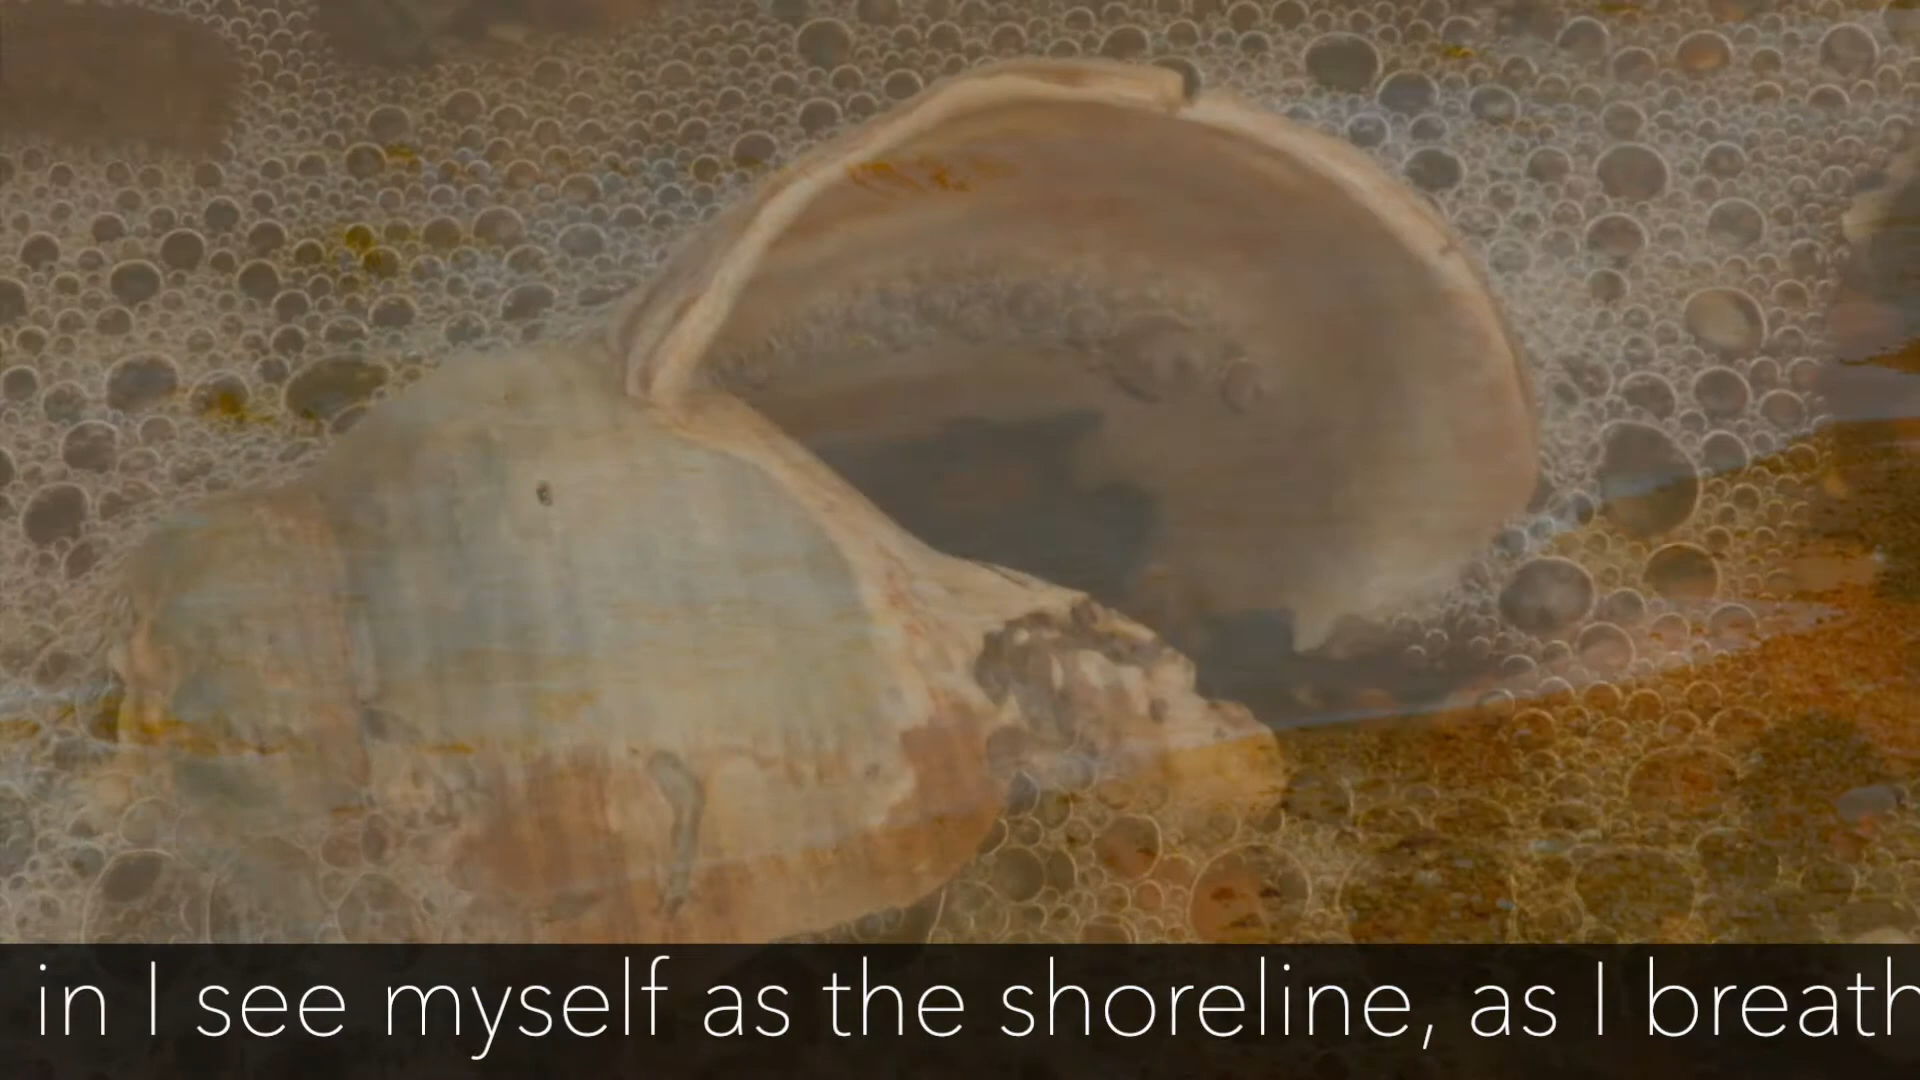 in I see myself as the shoreline, as I breath